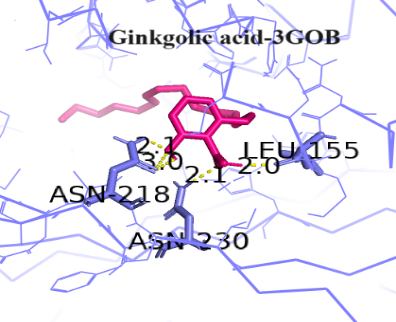 Ginkgolic acid-3GOB
2.1
LEU 155
3.0
2.1
2.0
ASN-218
ASN 230